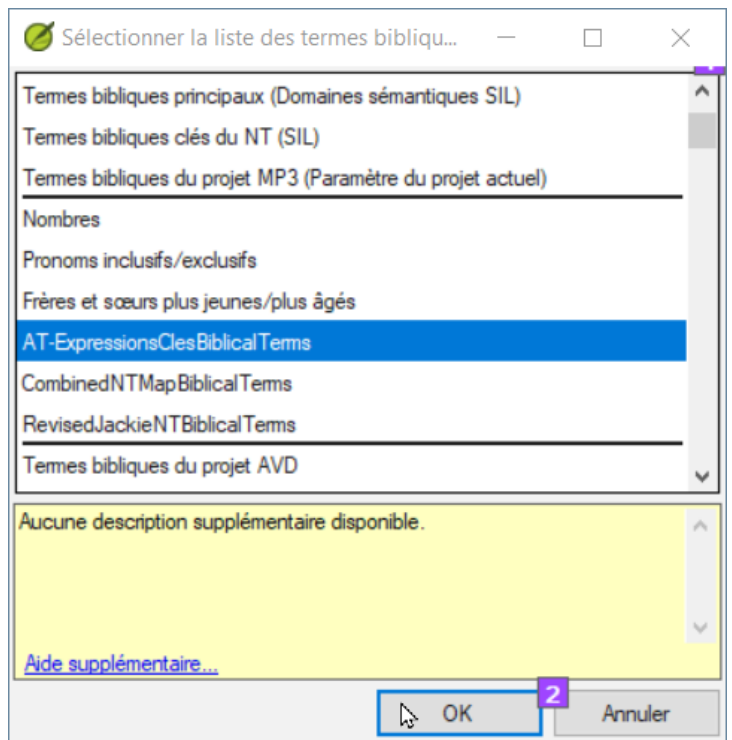 Sélectionner la liste des termes bibliqu...
Termes bibliques principaux (Domaines sémantiques SIL)
Termes bibliques clés du NT (SIL)
Termes bibliques du projet MP3 (Paramètre du projet actuel)
Nombres
Pronoms inclusifs/exclusifs
Frères et sœurs plus jeunes/plus âgés
AT-ExpressionsClesBiblicalTerms
CombinedNTMapBiblicalTerms
RevisedJackieNTBiblicalTerms
Termes bibliques du projet AVD
Aucune description supplémentaire disponible.
Aide supplémentaire...
OK
2
Annuler